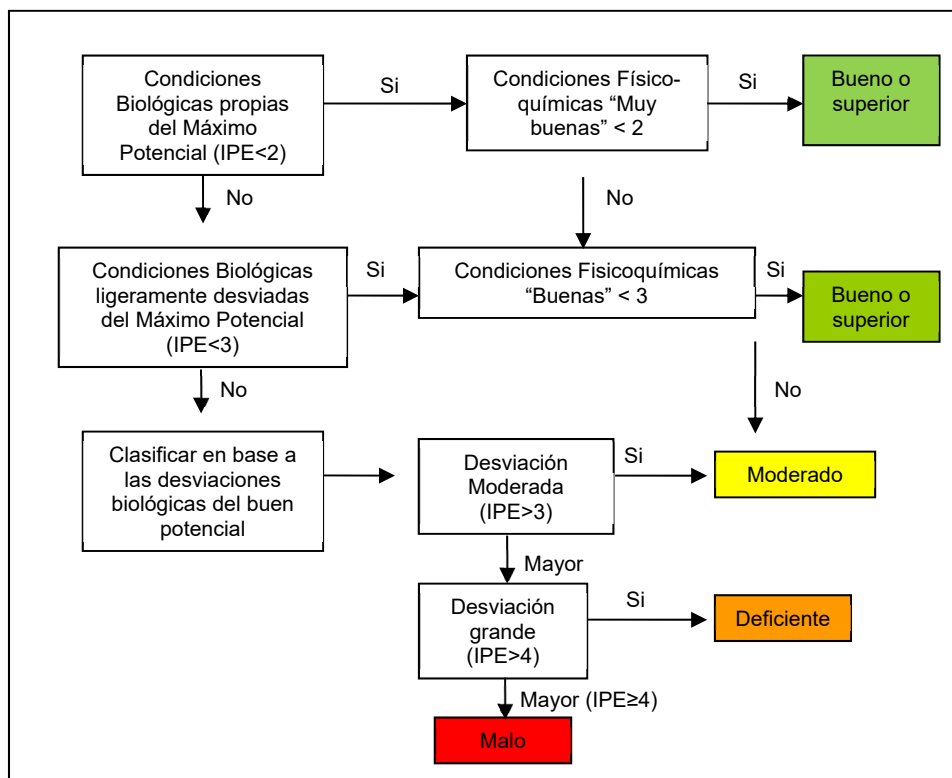 Condiciones
Biológicas propias
del Máximo
Potencial (IPE<2)
Si
Condiciones Físico-
químicas “Muy
buenas” < 2
Si
Bueno o
superior
No
No
Condiciones Biológicas
ligeramente desviadas
del Máximo Potencial
(IPE<3)
Si
Condiciones Fisicoquímicas
“Buenas” < 3
Si
Bueno o
superior
No
No
Clasificar en base a
las desviaciones
biológicas del buen
potencial
Desviación
Moderada
(IPE>3)
Si
Moderado
Mayor
Desviación
grande
(IPE>4)
Si
Deficiente
Mayor (IPE≥4)
Malo